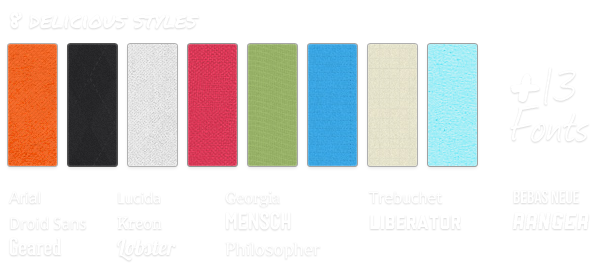 8 DELICIOUS STYLES
+13
Fonts
Arial Lucida Georgia Trebuchet BEBAS NEUE
Droid Sans Kreon MENSCH LIBERATOR HANGER
Geared Lobster Philosopher